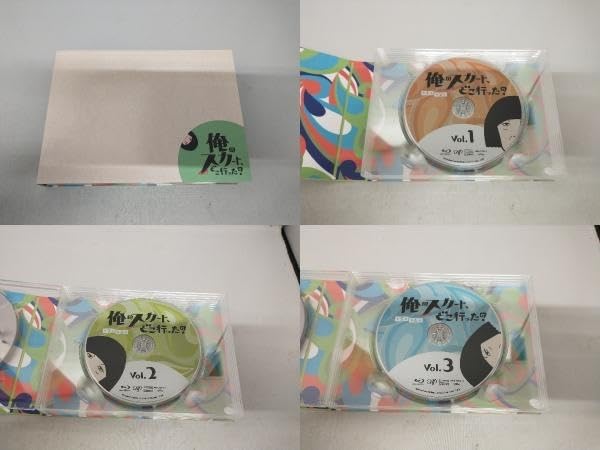 俺の
スカート、
どこ行った?
俺のスカート、
どこ行った?
Vol.1
俺のスカート、
どこ行った?
Vol.2
俺のスカート、
どこ行った?
Vol.3